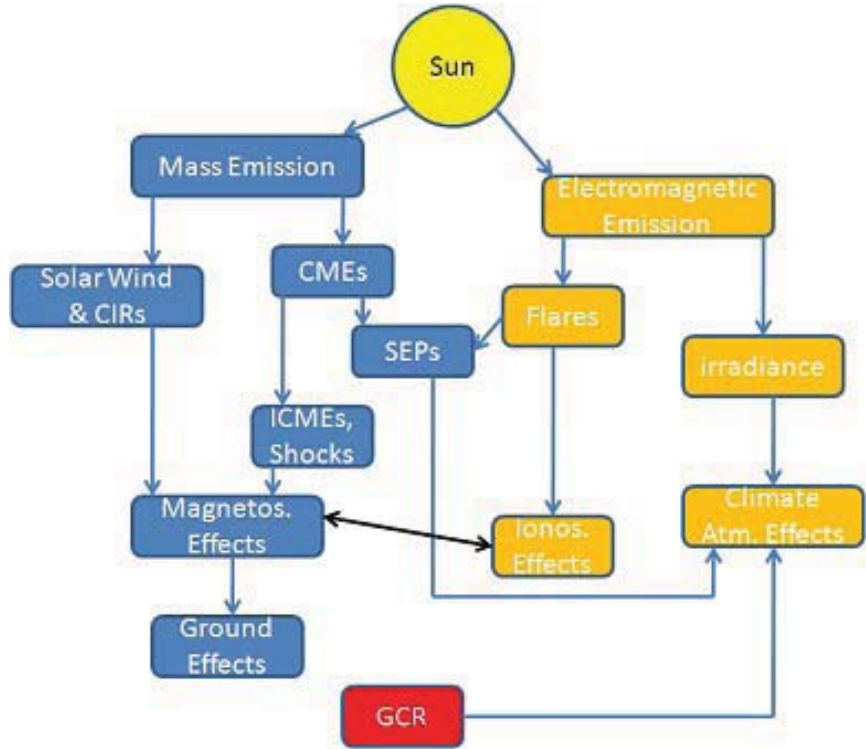 Sun
Mass Emission
Electromagnetic
Emission
Solar Wind
& CIRs
CMEs
Flares
SEPs
irradiance
ICMEs,
Shocks
Magnetos.
Effects
Ionos.
Effects
Climate
Atm. Effects
Ground
Effects
GCR